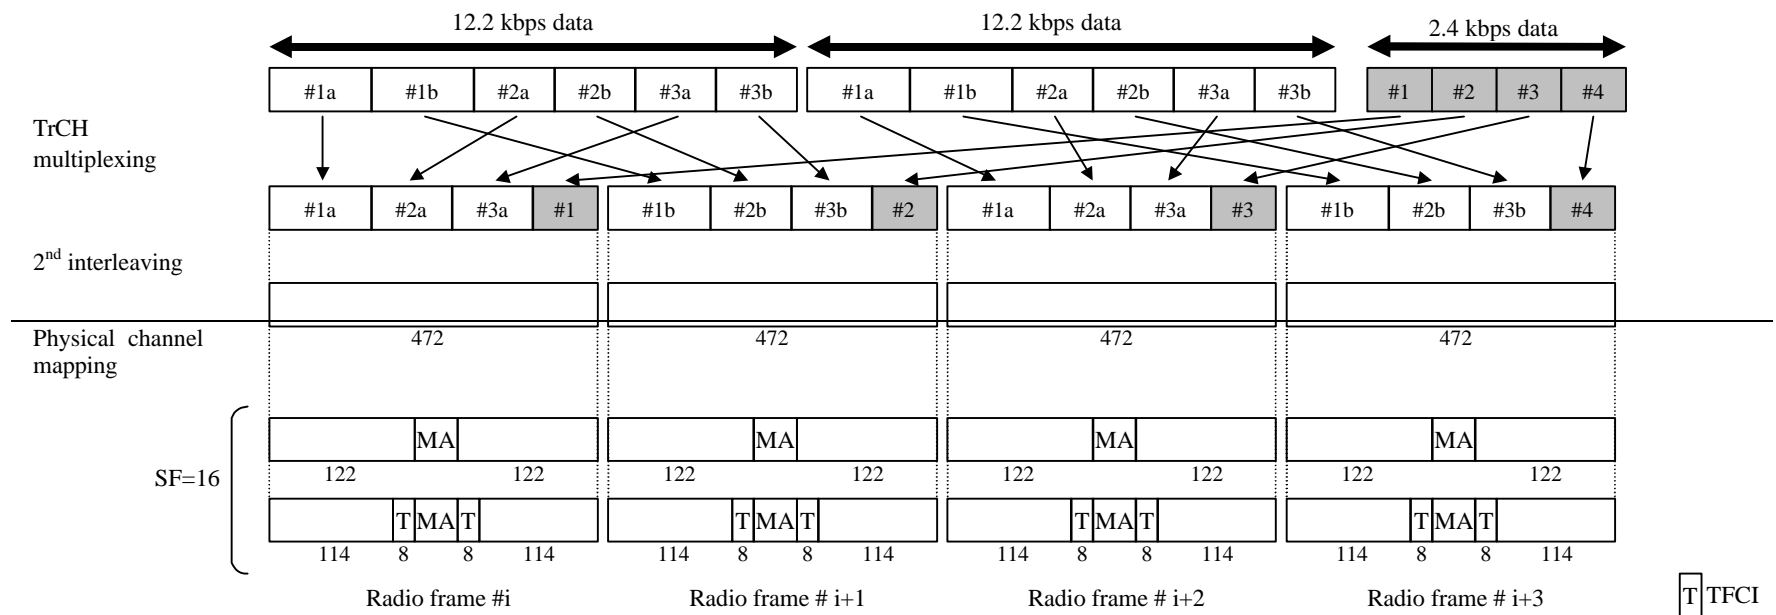 12.2 kbps data 12.2 kbps data 2.4 kbps data
#1a #1b #2a #2b #3a #3b #1a #1b #2a #2b #3a #3b #1 #2 #3 #4
TrCH
multiplexing
#1a #2a #3a #1 #1b #2b #3b #2 #1a #2a #3a #3 #1b #2b #3b #4
2nd interleaving
Physical channel
mapping
472 472 472 472
MA MA MA MA
122 122 122 122 122 122 122 122
SF=16
T MA T T MA T T MA T T MA T
114 8 8 114 114 8 8 114 114 8 8 114 114 8 8 114
Radio frame #i Radio frame # i+1 Radio frame # i+2 Radio frame # i+3
T TFCI